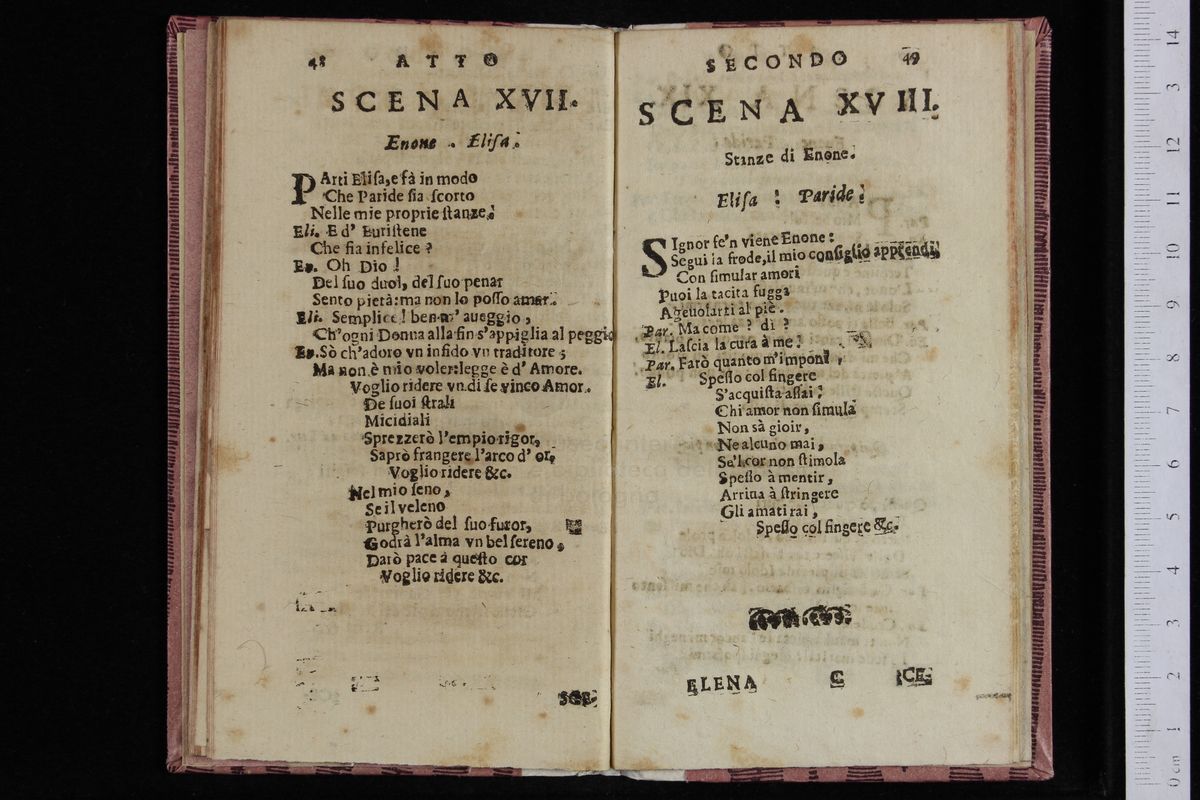 48 ATTO
SCENA XVII.
Enone . Eliſa.
PArti Eliſa, e fà in modo
Che Paride ſia ſcorto
Nelle mie proprie ſtanze.
Eli. E d' Euriſtene
Che ſia infelice ?
En. Oh Dio !
Del ſuo duol, del ſuo penar
Sento pietà: ma non lo poſſo amar.
Eli. Semplice ! ben m' aueggio,
Ch'ogni Donna alla fin s'appiglia al peggio
En. Sò ch'adoro vn infido vn traditore ;
Ma non è mio voler: legge è d' Amore.
Voglio ridere vn dì ſe vinco Amor.
De ſuoi ſtrali
Micidiali
Sprezzerò l'empio rigor,
Saprò frangere l'arco d' or,
Voglio ridere &c.
Nel mio ſeno,
Se il veleno
Purgherò del ſuo furor,
Godrà l'alma vn bel ſereno,
Darò pace à queſto cor
Voglio ridere &c.
SCE-
SECONDO 49
SCENA XVIII.
Stanze di Enone.
Eliſa : Paride.
SIgnor ſe'n viene Enone :
Segui la frode, il mio conſiglio apprendi,
Con ſimular amori
Puoi la tacita fugga
Ageuolarti al piè.
Par. Ma come ? dì ?
El. Laſcia la cura à me.
Par. Farò quanto m'imponi,
El. Speſſo col fingere
S'acquiſta aſſai :
Chi amor non ſimula
Non sà gioir,
Ne alcuno mai,
Se'l cor non ſtimola
Speſſo à mentir,
Arriua à ſtringere
Gli amati rai,
Speſſo col fingere &c.
ELENA C SCE-